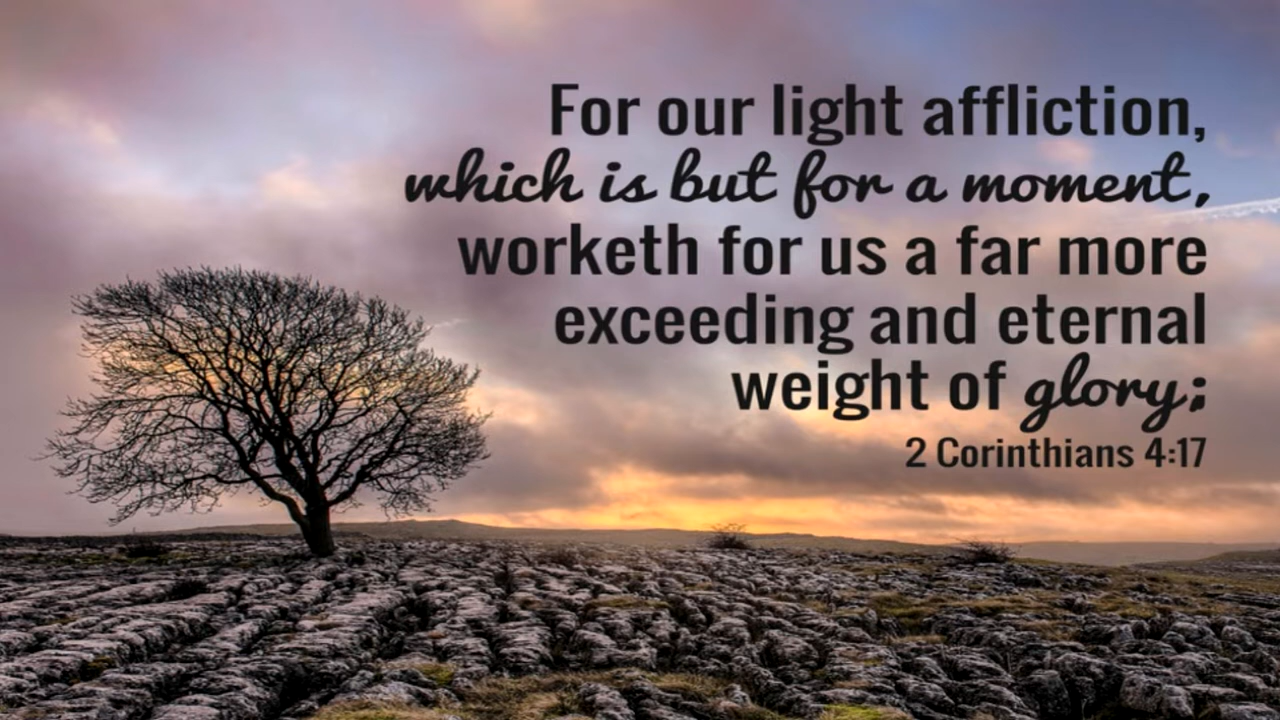 For our light affliction,
which is but for a moment,
worketh for us a far more
exceeding and eternal
weight of glory;
2 Corinthians 4:17